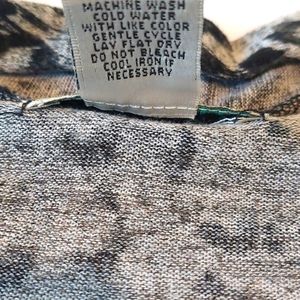 MACHINE WASH
COLD WATER
WITH LIKE COLOR
GENTLE CYCLE
LAY FLAT DRY
DO NOT BLEACH
COOL IRON IF
NECESSARY